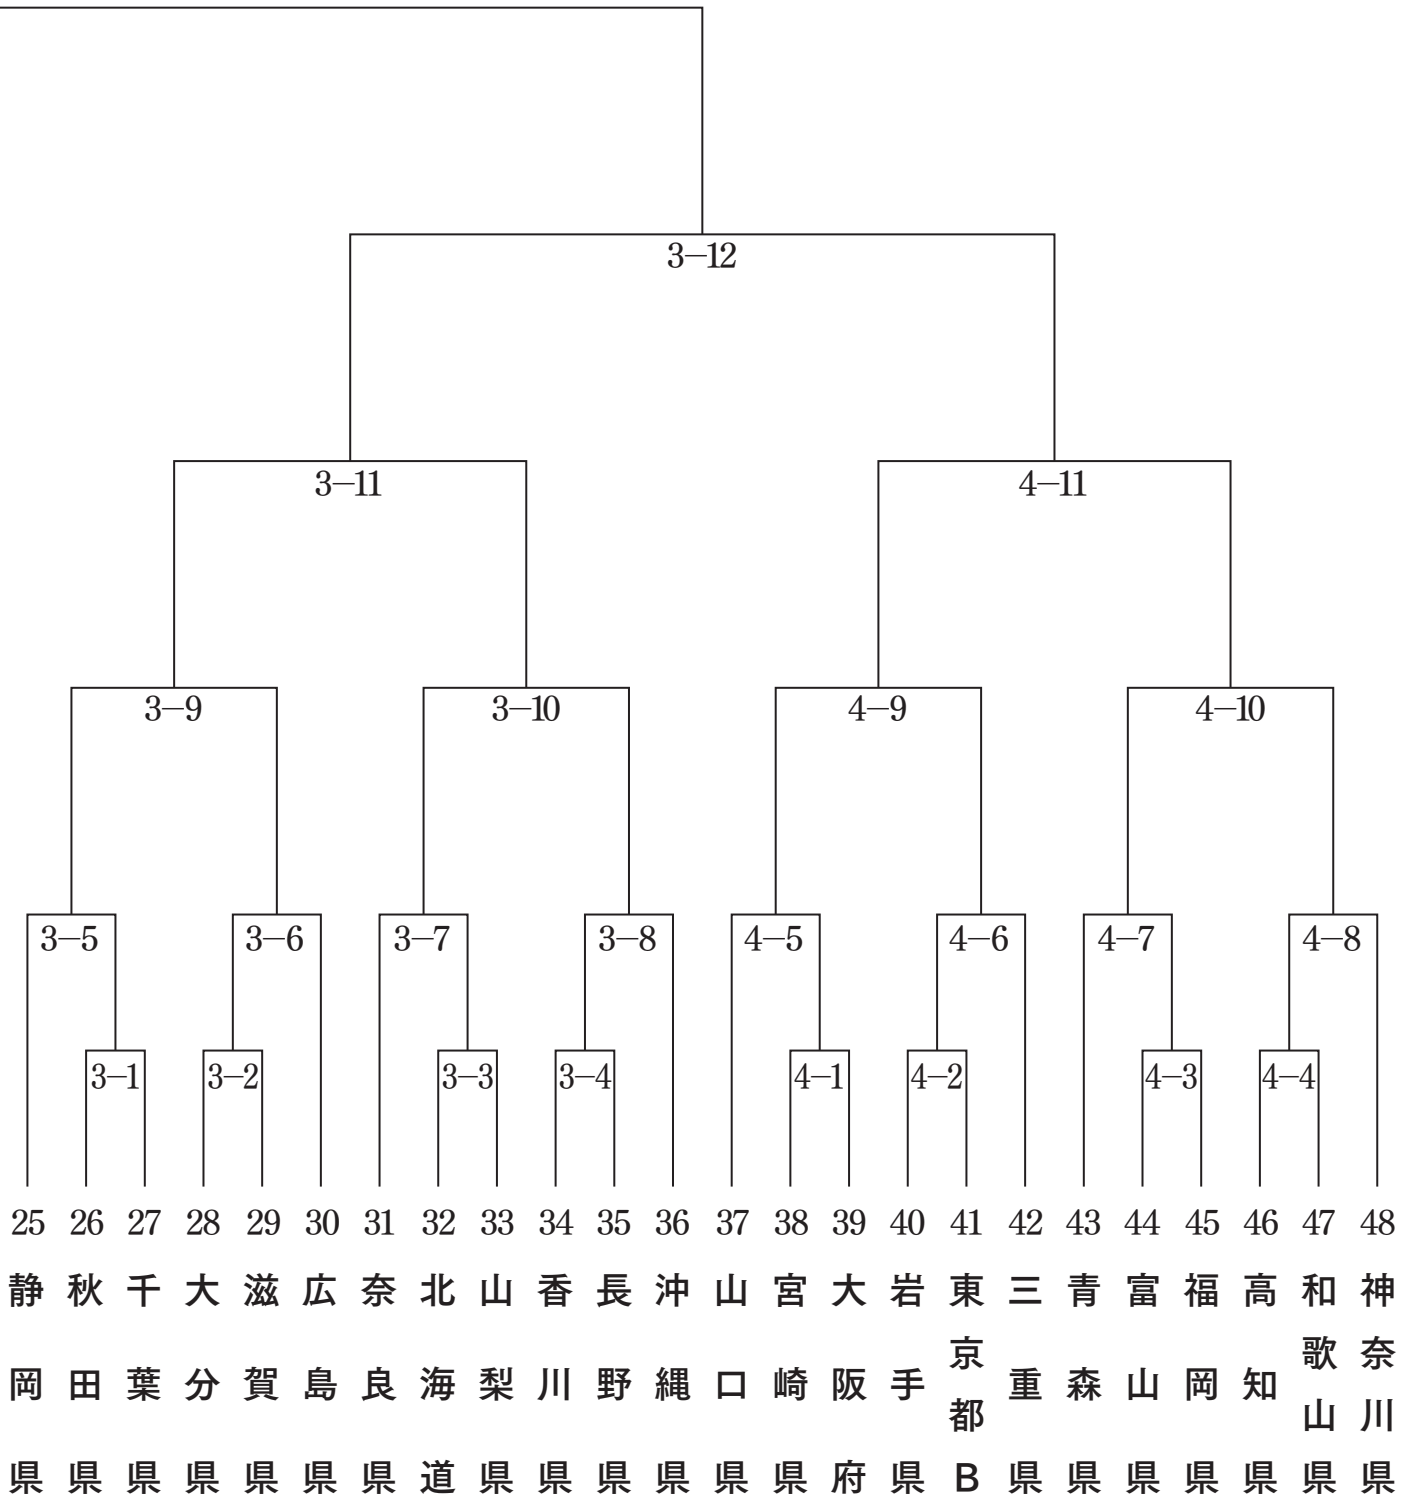 3–12
3–11
4–11
3–9
3–10
4–9
4–10
3–5
3–6
3–7
3–8
4–5
4–6
4–7
4–8
3–1
3–2
3–3
3–4
4–1
4–2
4–3
4–4
25 静岡県
26 秋田県
27 千葉県
28 大分県
29 滋賀県
30 広島県
31 奈良県
32 北海道
33 山梨県
34 香川県
35 長野県
36 沖縄県
37 山口県
38 宮崎県
39 大阪府
40 岩手県
41 東京都B
42 三重県
43 青森県
44 富山県
45 福岡県
46 高知県
47 和歌山県
48 神奈川県